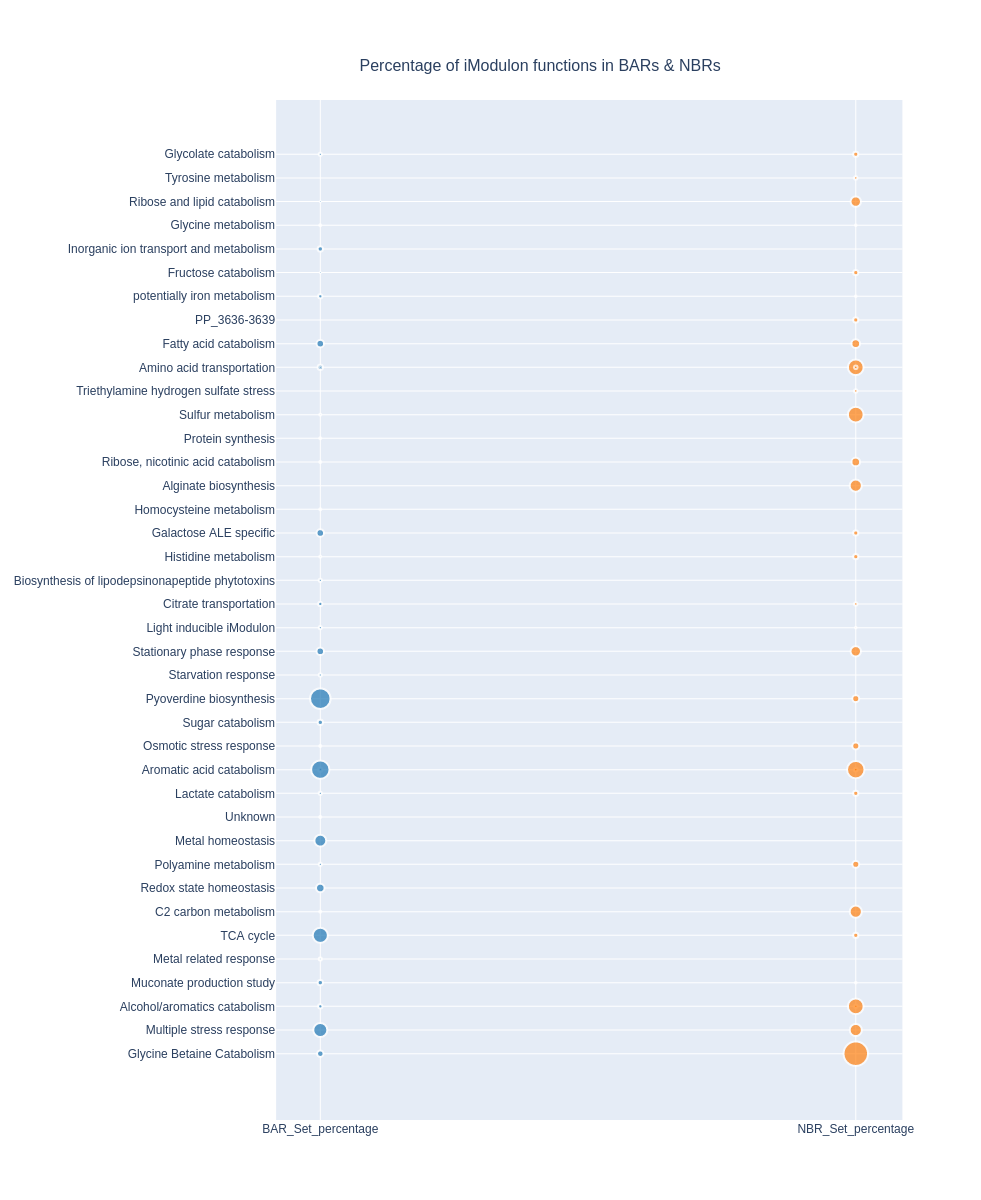 Percentage of iModulon functions in BARs & NBRs
Glycolate catabolism
Tyrosine metabolism
Ribose and lipid catabolism
Glycine metabolism
Inorganic ion transport and metabolism
Fructose catabolism
potentially iron metabolism
PP_3636-3639
Fatty acid catabolism
Amino acid transportation
Triethylamine hydrogen sulfate stress
Sulfur metabolism
Protein synthesis
Ribose, nicotinic acid catabolism
Alginate biosynthesis
Homocysteine metabolism
Galactose ALE specific
Histidine metabolism
Biosynthesis of lipodepsinonapeptide phytotoxins
Citrate transportation
Light inducible iModulon
Stationary phase response
Starvation response
Pyoverdine biosynthesis
Sugar catabolism
Osmotic stress response
Aromatic acid catabolism
Lactate catabolism
Unknown
Metal homeostasis
Polyamine metabolism
Redox state homeostasis
C2 carbon metabolism
TCA cycle
Metal related response
Muconate production study
Alcohol/aromatics catabolism
Multiple stress response
Glycine Betaine Catabolism
BAR_Set_percentage
NBR_Set_percentage